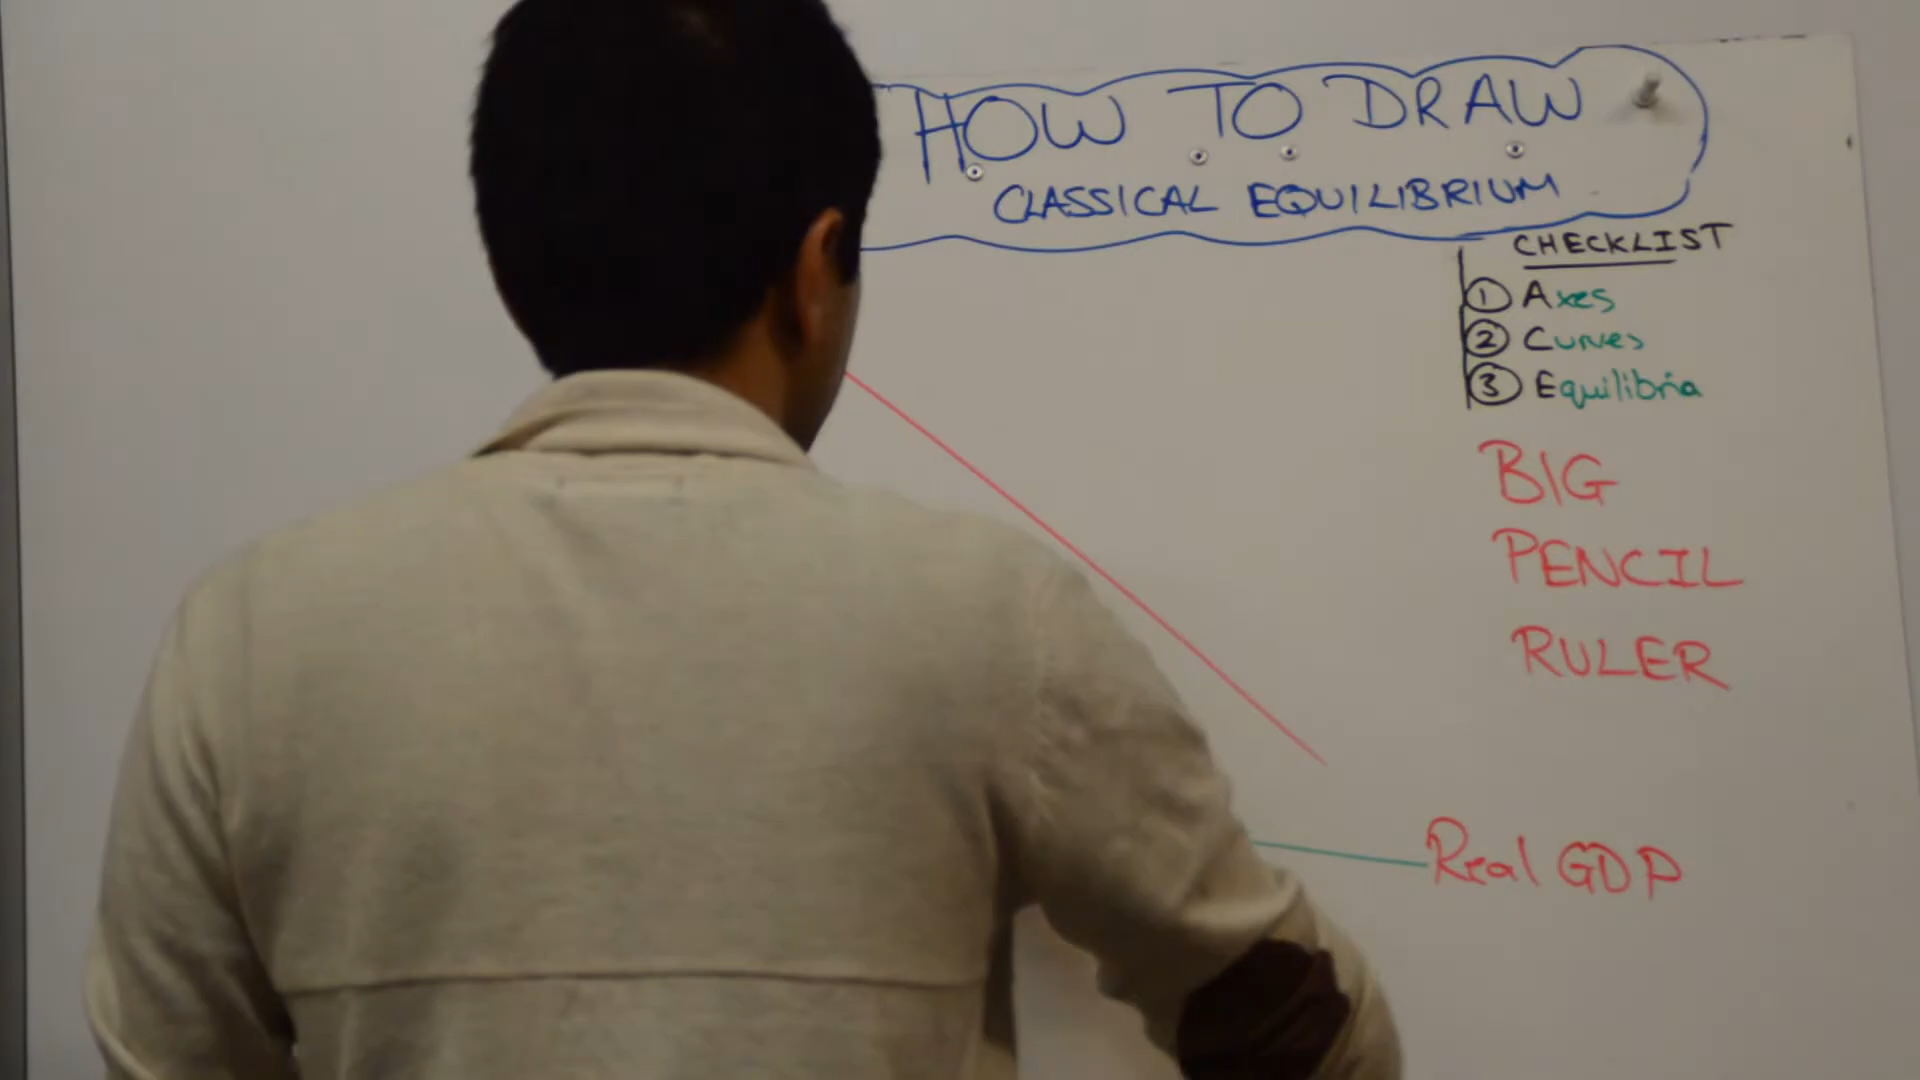 HOW TO DRAW
CLASSICAL EQUILIBRIUM
CHECKLIST
1 Axes
2 Curves
3 Equilibria
BIG
PENCIL
RULER
Real GDP